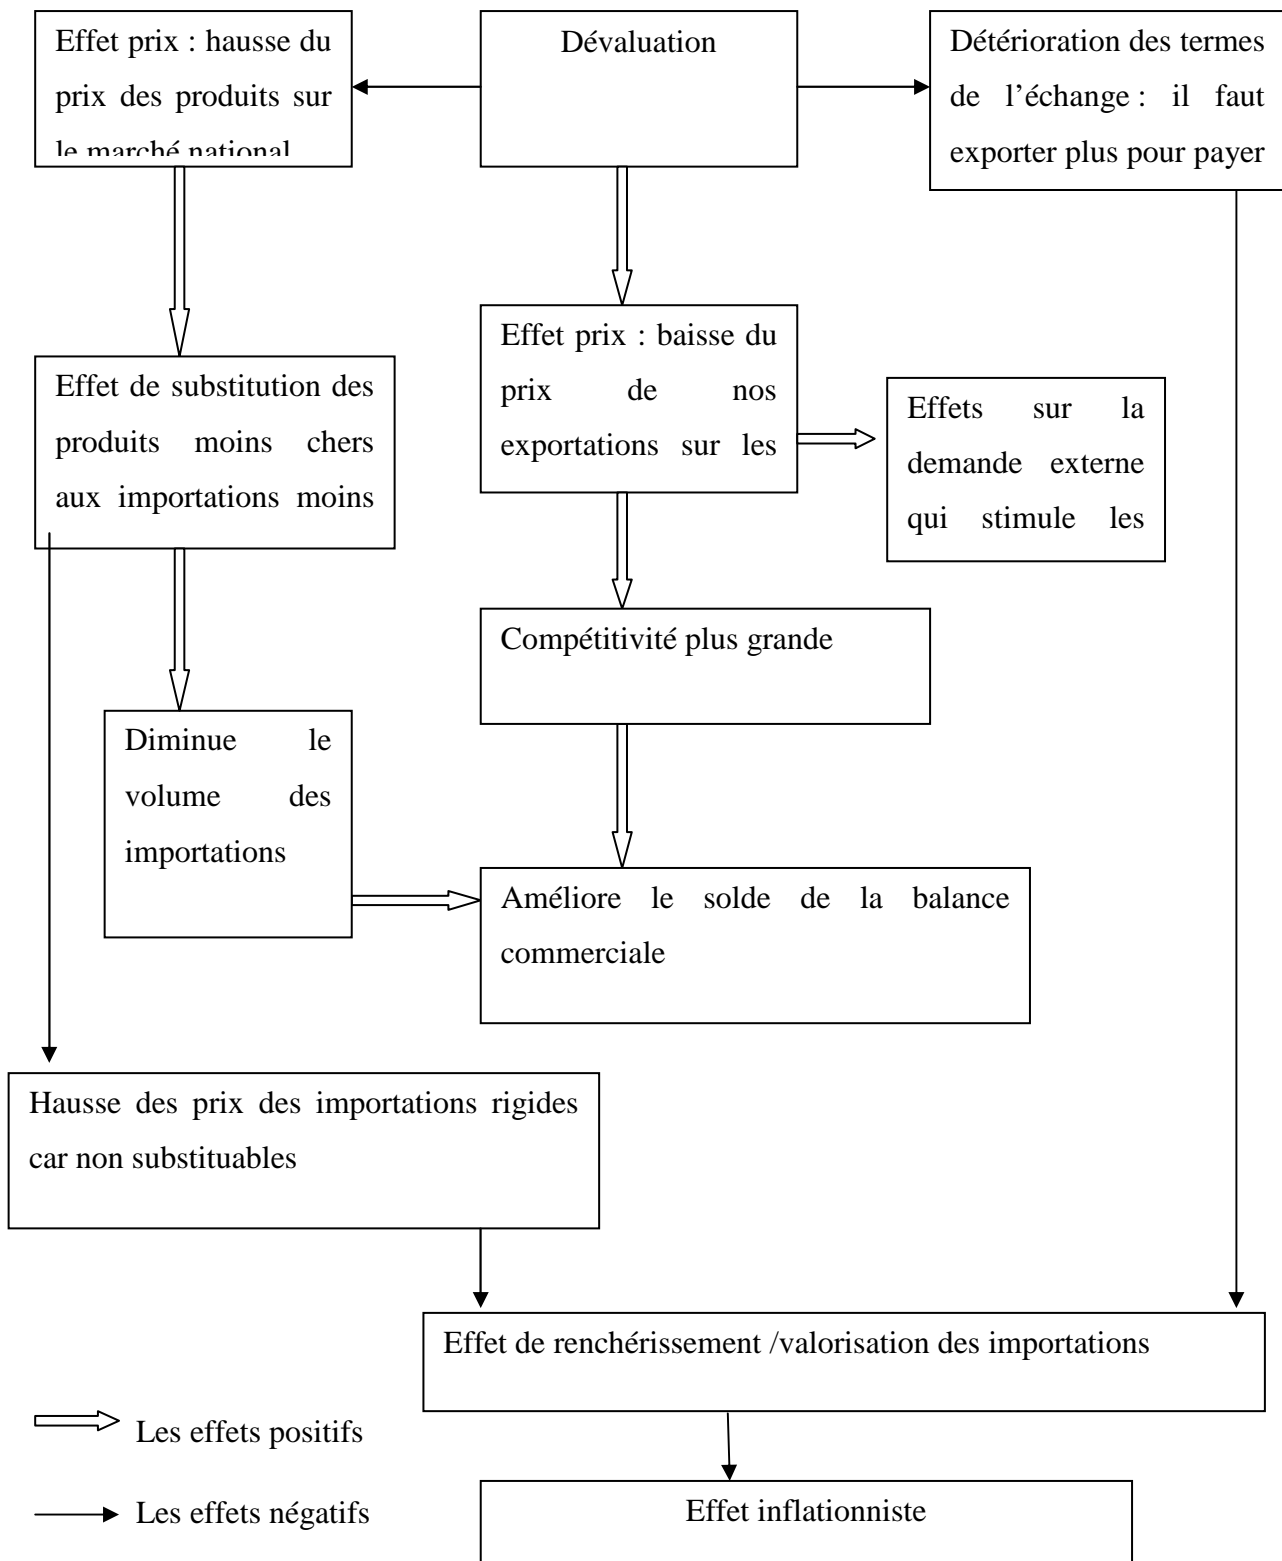 Effet prix : hausse du
prix des produits sur
le marché national
Dévaluation
Détérioration des termes
de l'échange : il faut
exporter plus pour payer
Effet de substitution des
produits moins chers
aux importations moins
Effet prix : baisse du
prix de nos
exportations sur les
Effets sur la
demande externe
qui stimule les
Compétitivité plus grande
Diminue le
volume des
importations
Améliore le solde de la balance
commerciale
Hausse des prix des importations rigides
car non substituables
Effet de renchérissement /valorisation des importations
Les effets positifs
Les effets négatifs
Effet inflationniste